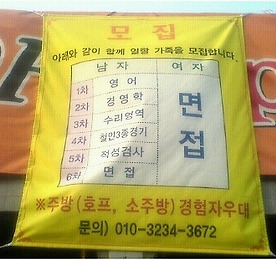 모집
아래와 같이 함께 일할 가족을 모집합니다.
남자 여자
1차 영어
2차 경영학
3차 수리영역
4차 철인3종경기
5차 적성검사
6차 면접
면접
※주방(호프, 소주방) 경험자우대
문의) 010-3234-3672